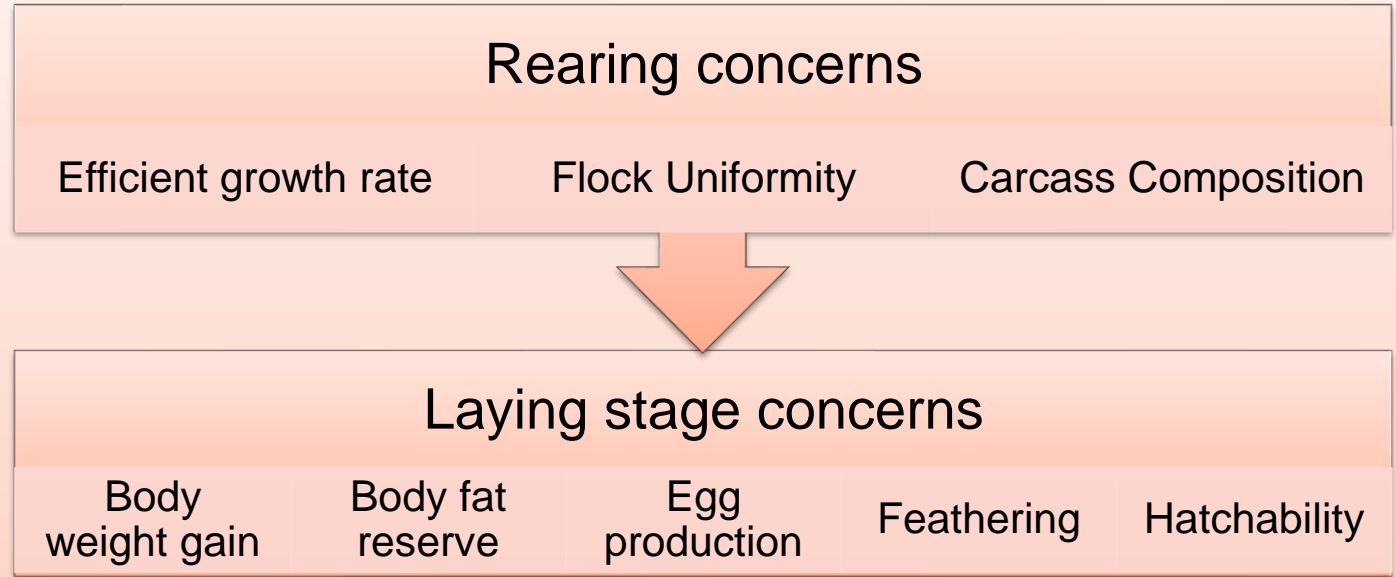 Rearing concerns
Efficient growth rate Flock Uniformity Carcass Composition
Laying stage concerns
Body weight gain
Body fat reserve
Egg production
Feathering
Hatchability